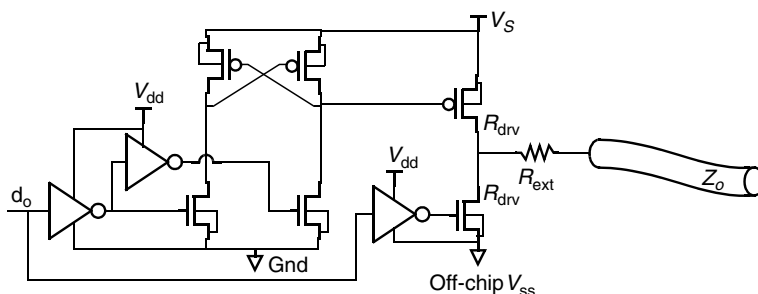 V_S
V_dd
R_drv
V_dd
R_ext
Z_o
d_o
R_drv
Gnd
Off-chip V_ss